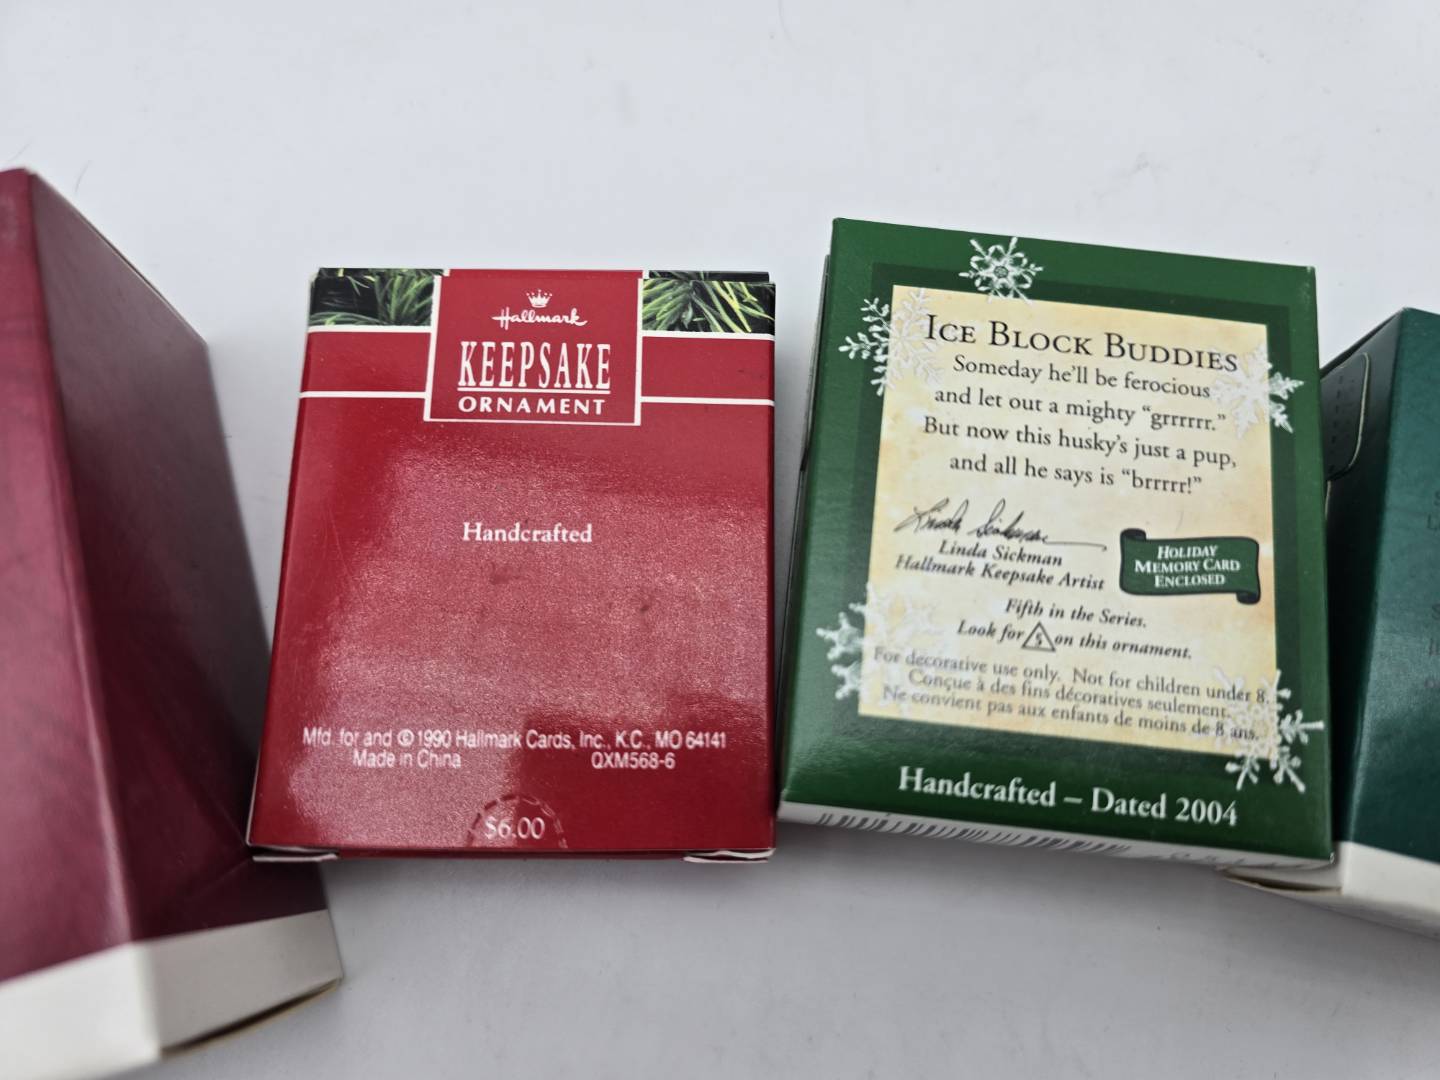 Hallmark
KEEPSAKE
ORNAMENT
Handcrafted
Mfd. for and © 1990 Hallmark Cards, Inc., K.C., MO 64141
Made in China QXM568-6
$6.00
ICE BLOCK BUDDIES
Someday he'll be ferocious
and let out a mighty "grrrrrr."
But now this husky's just a pup,
and all he says is "brrrrr!"
Linda Sickman
Linda Sickman
Hallmark Keepsake Artist
HOLIDAY
MEMORY CARD
ENCLOSED
Fifth in the Series.
Look for 5 on this ornament.
For decorative use only. Not for children under 8.
Conçue à des fins décoratives seulement.
Ne convient pas aux enfants de moins de 8 ans.
Handcrafted – Dated 2004